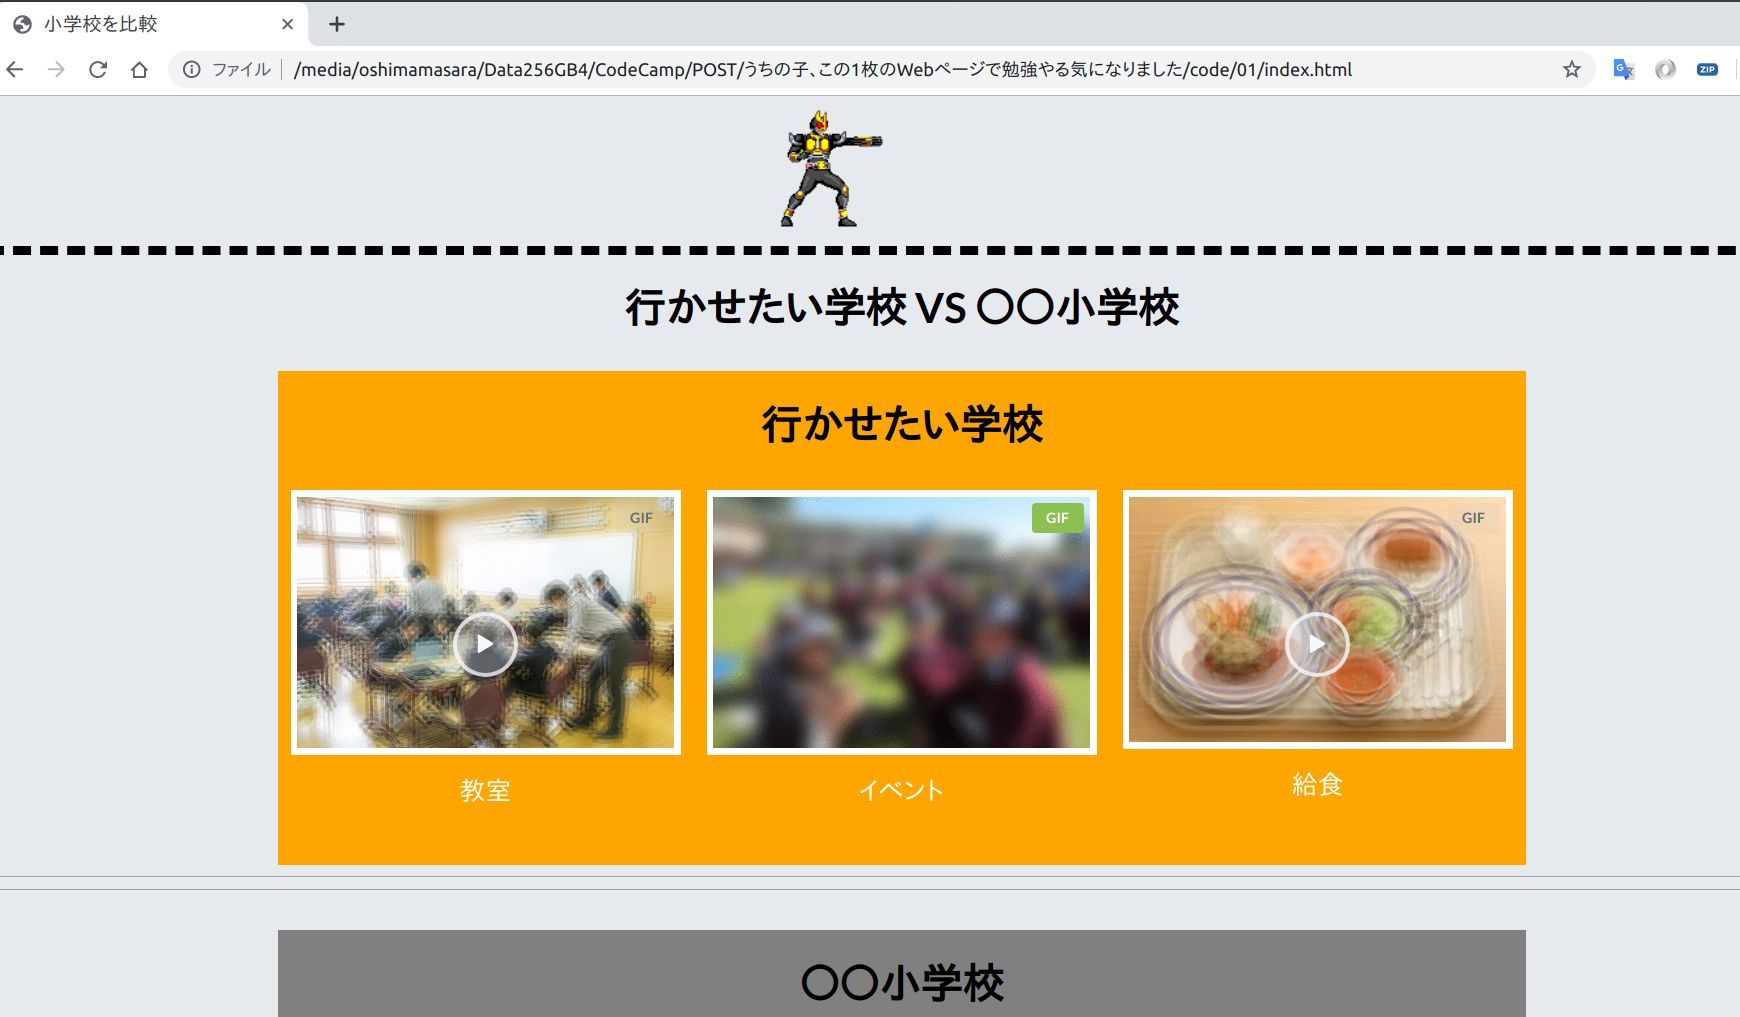 小学校を比較
ファイル | /media/oshimamasara/Data256GB4/CodeCamp/POST/うちの子、この1枚のWebページで勉強やる気になりました/code/01/index.html
ZIP
行かせたい学校 VS 〇〇小学校
行かせたい学校
GIF
GIF
GIF
教室
イベント
給食
〇〇小学校